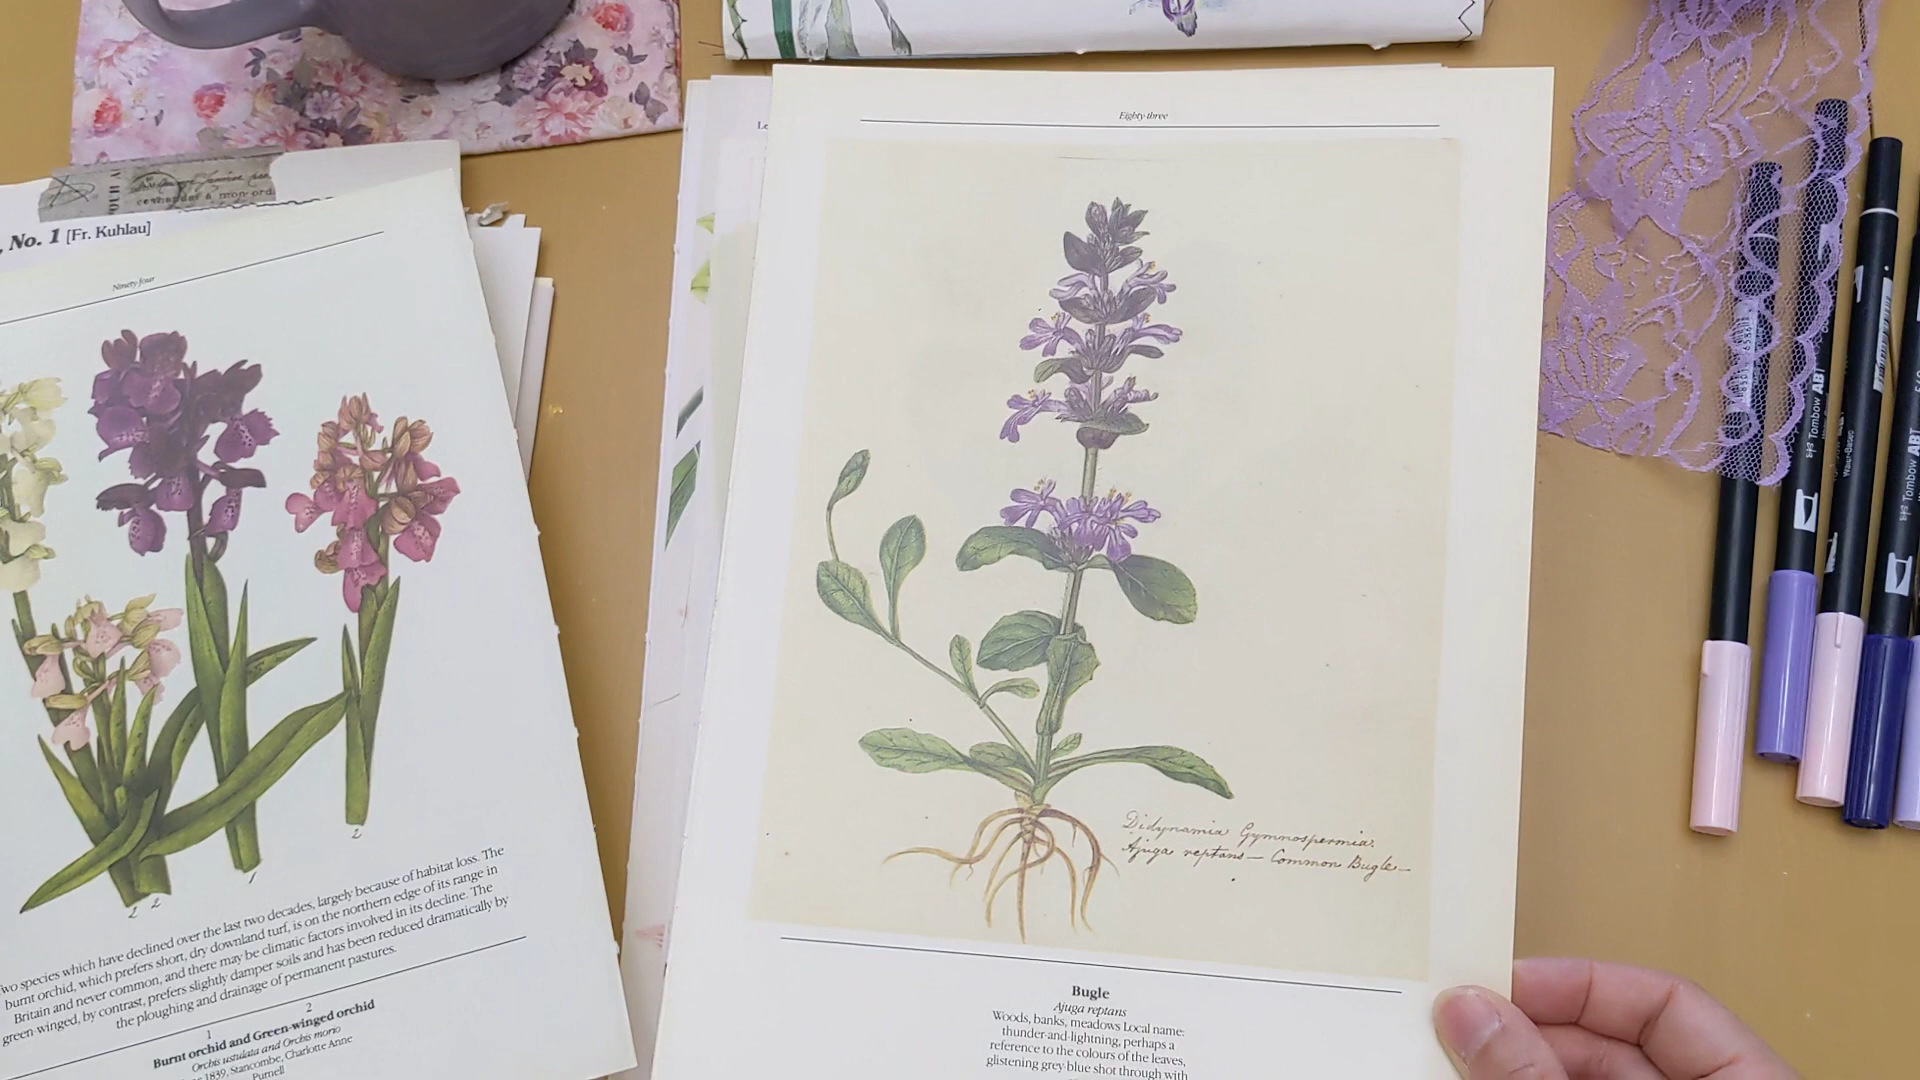 No. 1 [Fr. Kuhlau]
Ninety-four
two species which have declined over the last two decades, largely because of habitat loss. The
burnt orchid, which prefers short, dry downland turf, is on the northern edge of its range in
Britain and never common, and there may be climatic factors involved in its decline. The
green-winged, by contrast, prefers slightly damper soils and has been reduced dramatically by
the ploughing and drainage of permanent pastures.
1 2
Burnt orchid and Green-winged orchid
Orchis ustulata and Orchis morio
1839, Stancombe, Charlotte Anne
Purnell
Eighty-three
Didynamia Gymnospermia.
Ajuga reptans — Common Bugle —
Bugle
Ajuga reptans
Woods, banks, meadows Local name:
thunder-and-lightning, perhaps a
reference to the colours of the leaves,
glistening grey-blue shot through with
Tombow ABT
Water-Based
Tombow ABT